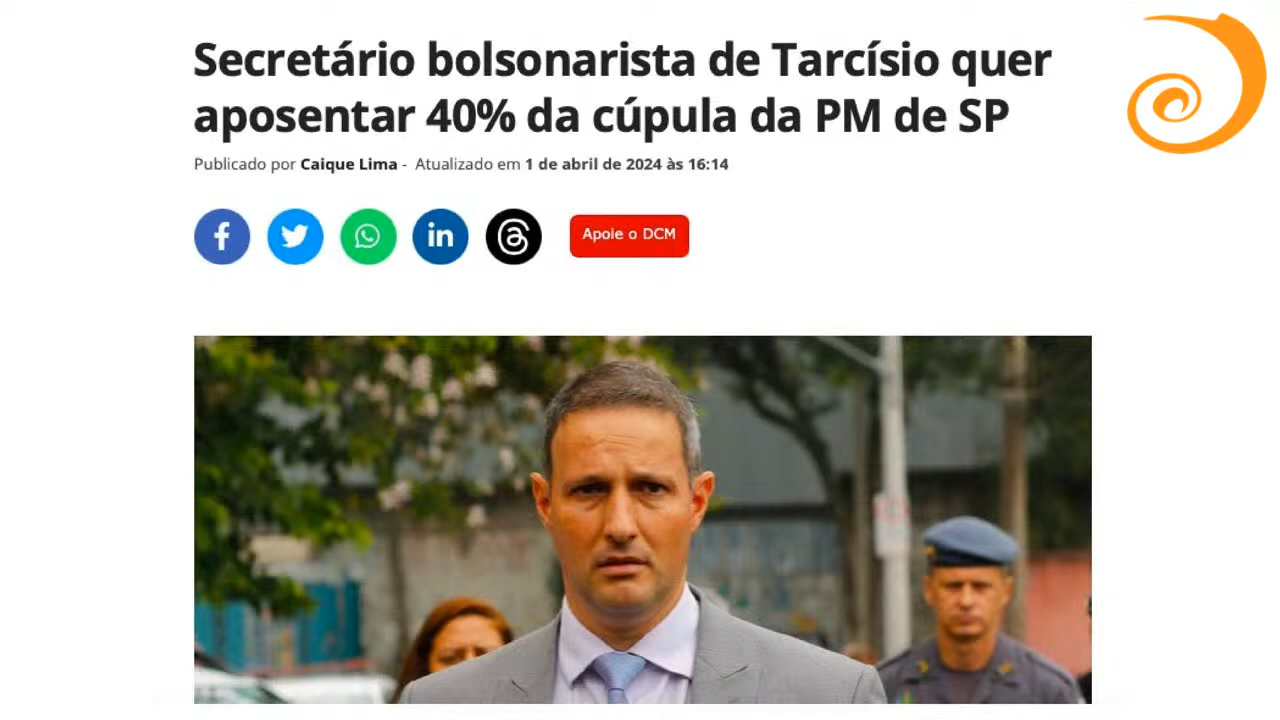 Secretário bolsonarista de Tarcísio quer
aposentar 40% da cúpula da PM de SP
Publicado por Caique Lima - Atualizado em 1 de abril de 2024 às 16:14
Apoie o DCM